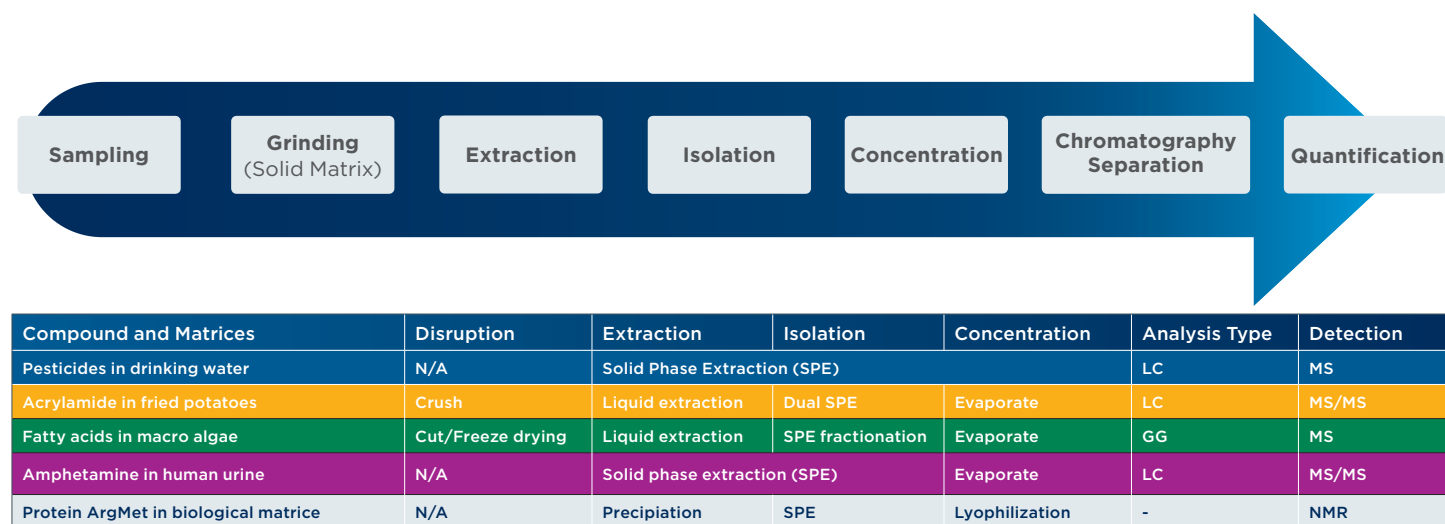 Sampling
Grinding
(Solid Matrix)
Extraction
Isolation
Concentration
Chromatography
Separation
Quantification
Compound and Matrices Disruption Extraction Isolation Concentration Analysis Type Detection
Pesticides in drinking water N/A Solid Phase Extraction (SPE) LC MS
Acrylamide in fried potatoes Crush Liquid extraction Dual SPE Evaporate LC MS/MS
Fatty acids in macro algae Cut/Freeze drying Liquid extraction SPE fractionation Evaporate GG MS
Amphetamine in human urine N/A Solid phase extraction (SPE) Evaporate LC MS/MS
Protein ArgMet in biological matrice N/A Precipiation SPE Lyophilization - NMR